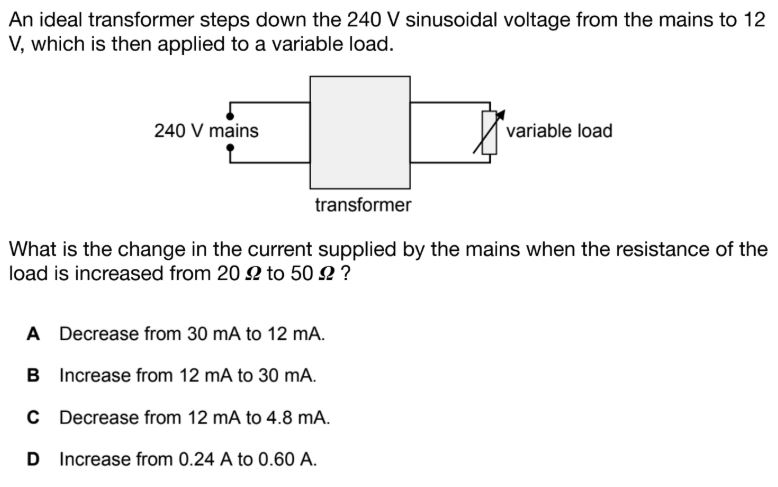 An ideal transformer steps down the 240 V sinusoidal voltage from the mains to 12
V, which is then applied to a variable load.
240 V mains
variable load
transformer
What is the change in the current supplied by the mains when the resistance of the
load is increased from 20 Ω to 50 Ω ?
A Decrease from 30 mA to 12 mA.
B Increase from 12 mA to 30 mA.
C Decrease from 12 mA to 4.8 mA.
D Increase from 0.24 A to 0.60 A.